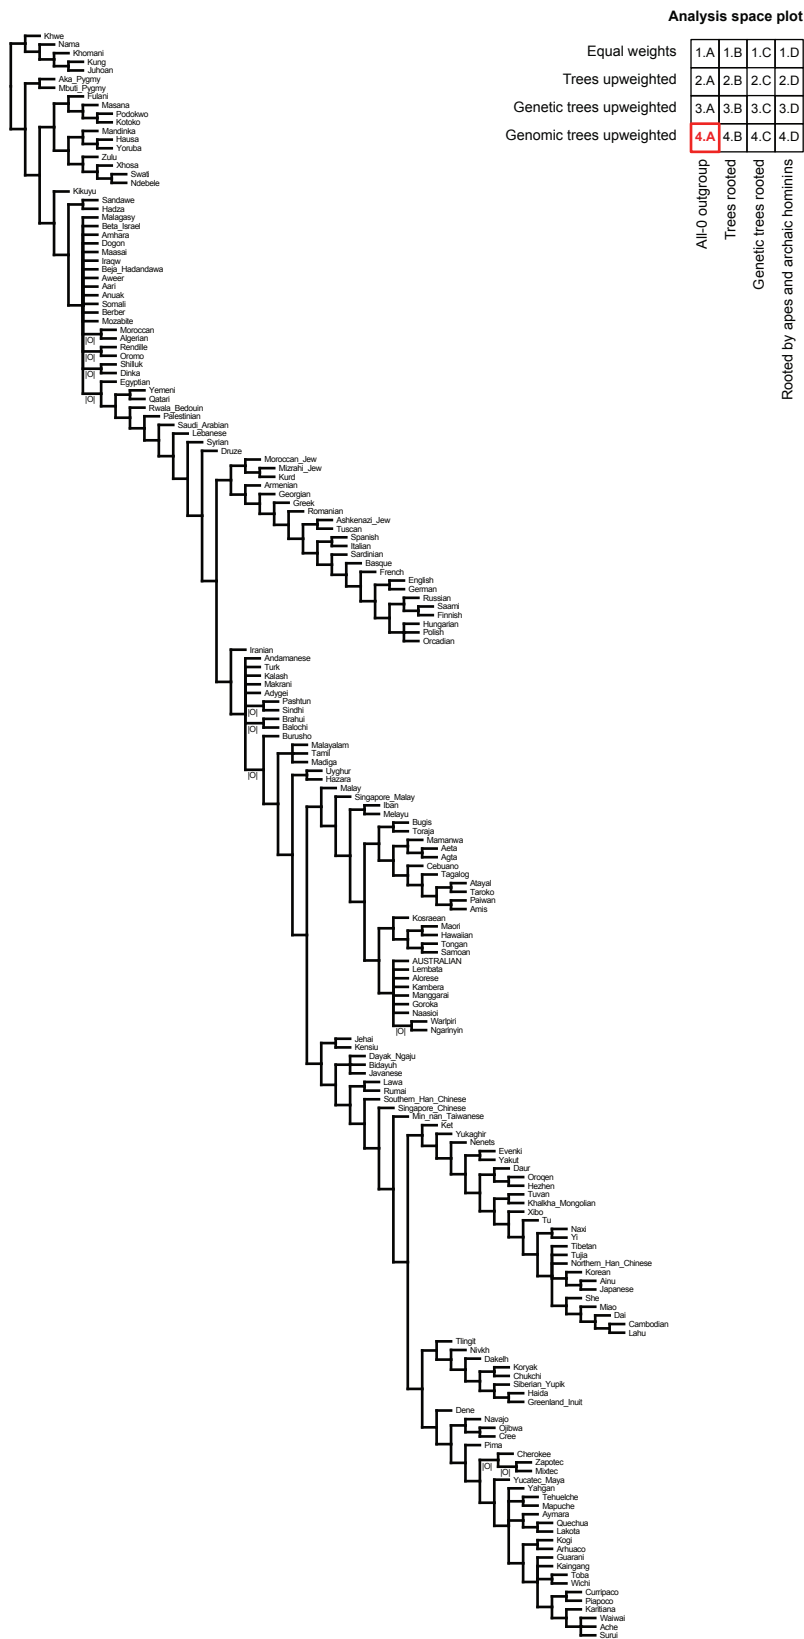 Analysis space plot
Equal weights 1.A 1.B 1.C 1.D
Trees upweighted 2.A 2.B 2.C 2.D
Genetic trees upweighted 3.A 3.B 3.C 3.D
Genomic trees upweighted 4.A 4.B 4.C 4.D
All-0 outgroup
Trees rooted
Genetic trees rooted
Rooted by apes and archaic hominins
Khwe
Nama
Khomani
Kung
Juhoan
Aka_Pygmy
Mbuti_Pygmy
Fulani
Masana
Podokwo
Kotoko
Mandinka
Hausa
Yoruba
Zulu
Xhosa
Swati
Ndebele
Kikuyu
Sandawe
Hadza
Malagasy
Beta_Israel
Amhara
Dogon
Maasai
Iraqw
Beja_Hadandawa
Aweer
Aari
Anuak
Somali
Berber
Mozabite
Moroccan
|O| Algerian
Rendille
|O| Oromo
Shilluk
|O| Dinka
Egyptian
Yemeni
|O| Qatari
Rwala_Bedouin
Palestinian
Saudi_Arabian
Lebanese
Syrian
Druze
Moroccan_Jew
Mizrahi_Jew
Kurd
Armenian
Georgian
Greek
Romanian
Ashkenazi_Jew
Tuscan
Spanish
Italian
Sardinian
Basque
French
English
German
Russian
Saami
Finnish
Hungarian
Polish
Orcadian
Iranian
Andamanese
Turk
Kalash
Makrani
Adygei
Pashtun
|O| Sindhi
Brahui
|O| Balochi
Burusho
Malayalam
Tamil
Madiga
|O| Uyghur
Hazara
Malay
Singapore_Malay
Iban
Melayu
Bugis
Toraja
Mamanwa
Aeta
Agta
Cebuano
Tagalog
Atayal
Taroko
Paiwan
Amis
Kosraean
Maori
Hawaiian
Tongan
Samoan
AUSTRALIAN
Lembata
Alorese
Kambera
Manggarai
Goroka
Naasioi
Warlpiri
|O| Ngarinyin
Jehai
Kensiu
Dayak_Ngaju
Bidayuh
Javanese
Lawa
Rumai
Southern_Han_Chinese
Singapore_Chinese
Min_nan_Taiwanese
Ket
Yukaghir
Nenets
Evenki
Yakut
Daur
Oroqen
Hezhen
Tuvan
Khalkha_Mongolian
Xibo
Tu
Naxi
Yi
Tibetan
Tujia
Northern_Han_Chinese
Korean
Ainu
Japanese
She
Miao
Dai
Cambodian
Lahu
Tlingit
Nivkh
Dakelh
Koryak
Chukchi
Siberian_Yupik
Haida
Greenland_Inuit
Dene
Navajo
Ojibwa
Cree
Pima
Cherokee
|O| Zapotec
|O| Mixtec
Yucatec_Maya
Yahgan
Tehuelche
Mapuche
Aymara
Quechua
Lakota
Kogi
Arhuaco
Guarani
Kaingang
Toba
Wichi
Curripaco
Piapoco
Karitiana
Waiwai
Ache
Surui